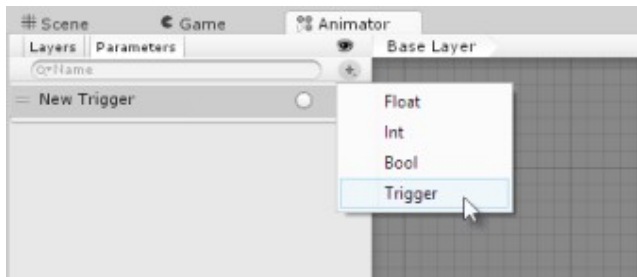 Scene Game Animator
Layers Parameters Base Layer
Name
New Trigger
Float
Int
Bool
Trigger